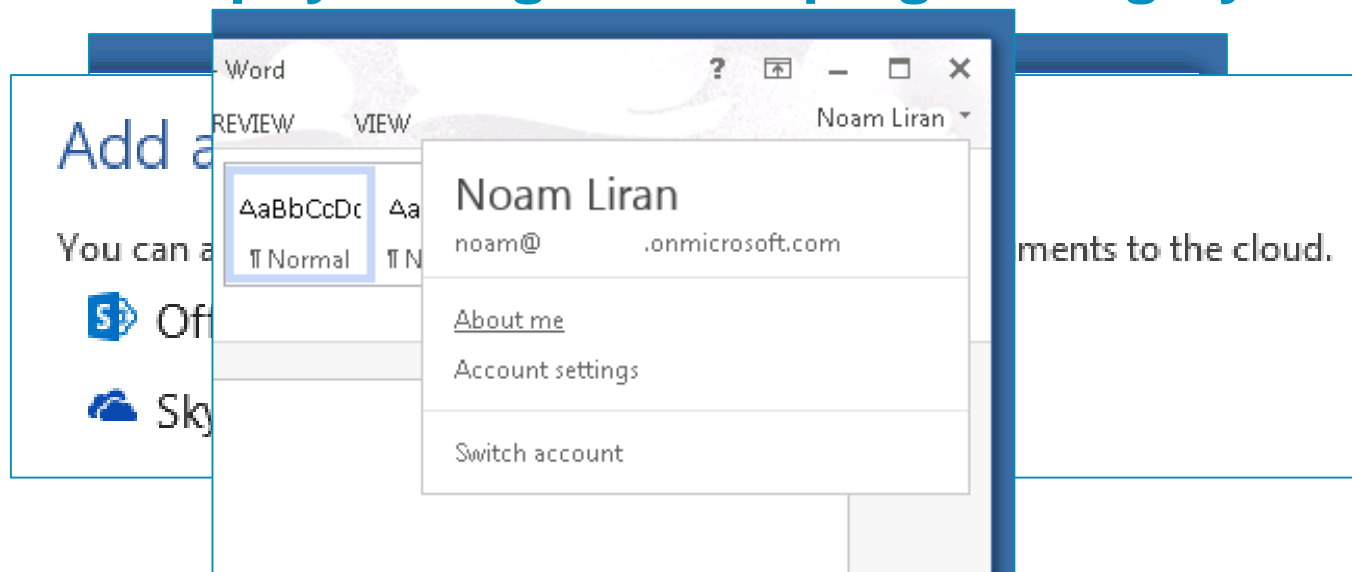 - Word ?
REVIEW VIEW Noam Liran
Add a
AaBbCcDc Aa
¶ Normal ¶ N
Noam Liran
noam@ .onmicrosoft.com
You can a ments to the cloud.
About me
Off
Account settings
Sky
Switch account